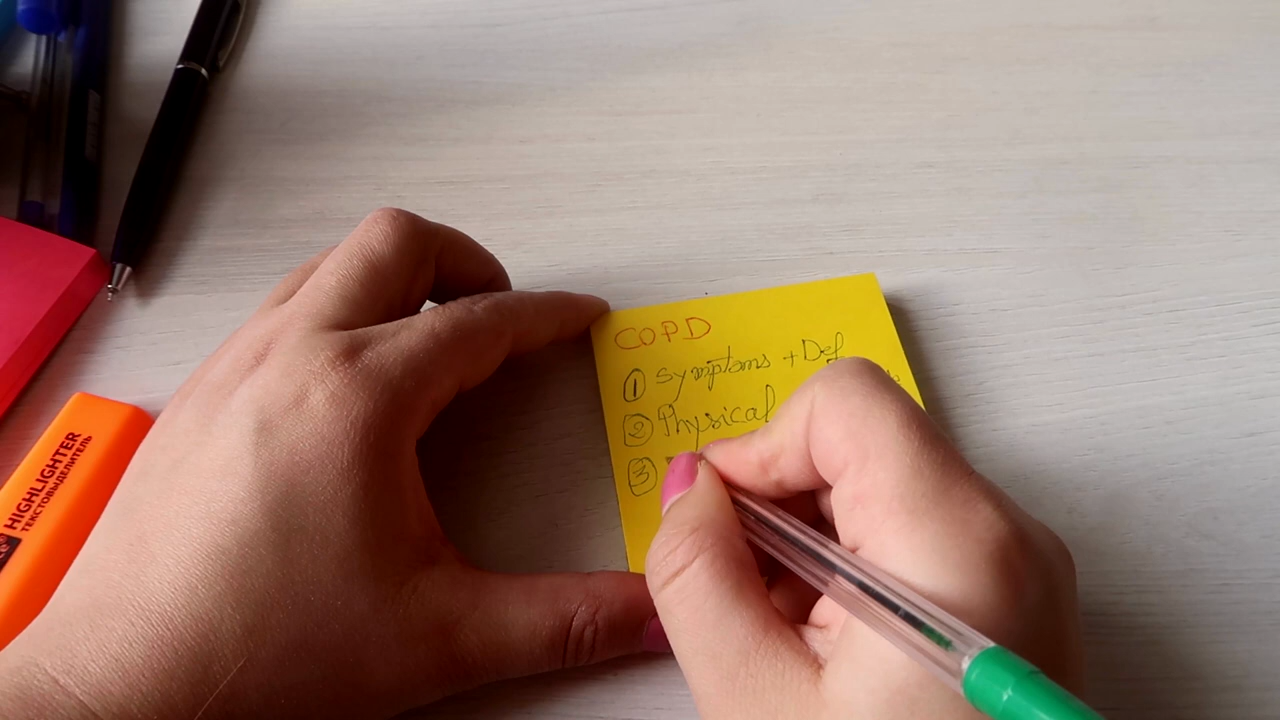 COPD
① Symptoms + Def
② Physical
③
HIGHLIGHTER
ТЕКСТОВЫДЕЛИТЕЛЬ